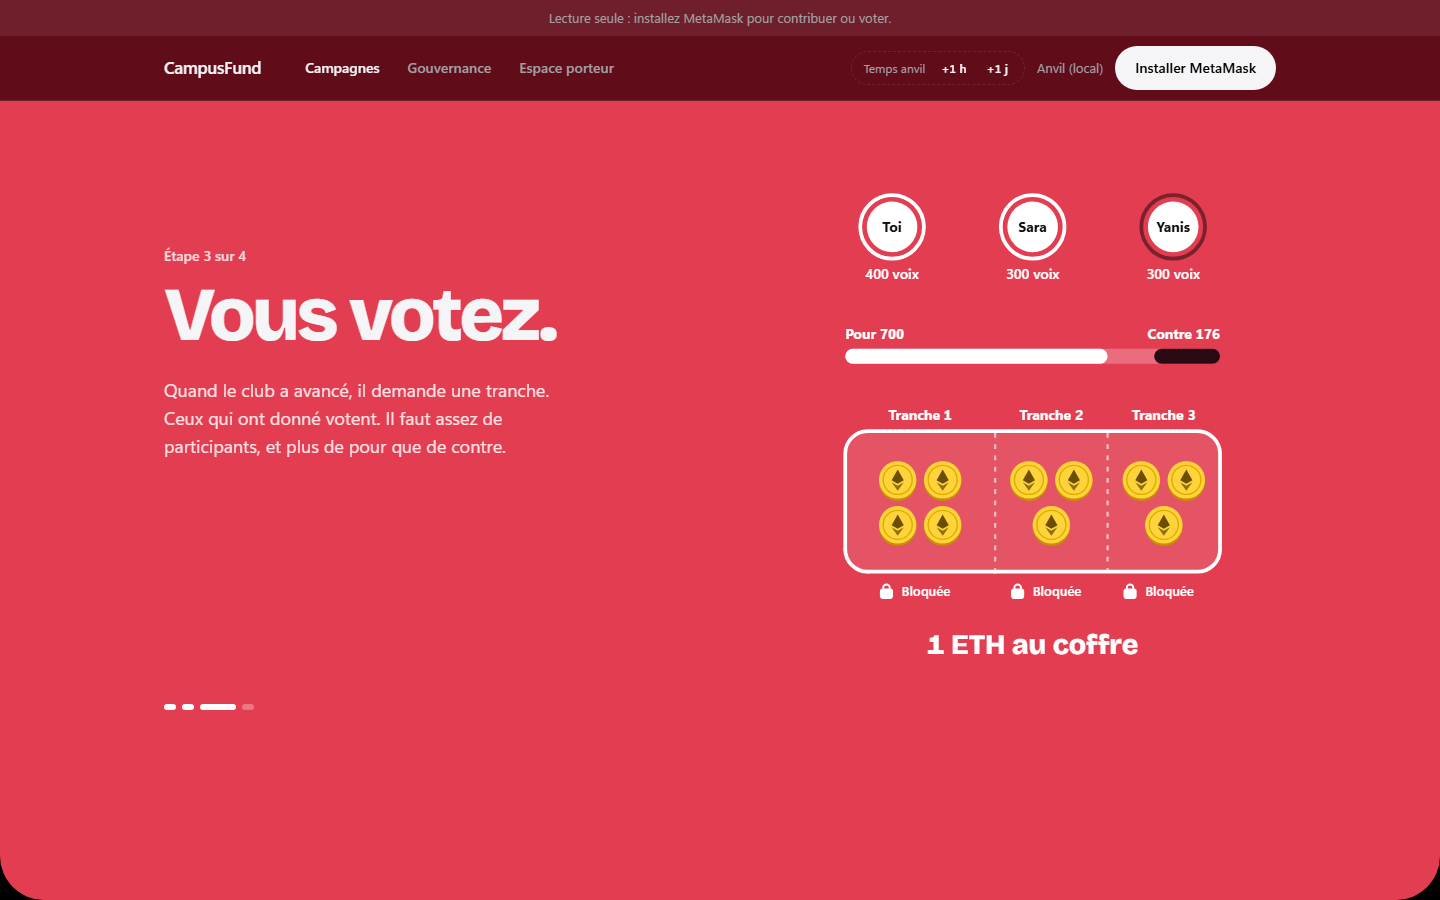 Lecture seule : installez MetaMask pour contribuer ou voter.
CampusFund
Campagnes
Gouvernance
Espace porteur
Temps anvil
+1 h
+1 j
Anvil (local)
Installer MetaMask
Étape 3 sur 4
Vous votez.
Quand le club a avancé, il demande une tranche.
Ceux qui ont donné votent. Il faut assez de
participants, et plus de pour que de contre.
Toi
Sara
Yanis
400 voix
300 voix
300 voix
Pour 700
Contre 176
Tranche 1
Tranche 2
Tranche 3
Bloquée
Bloquée
Bloquée
1 ETH au coffre